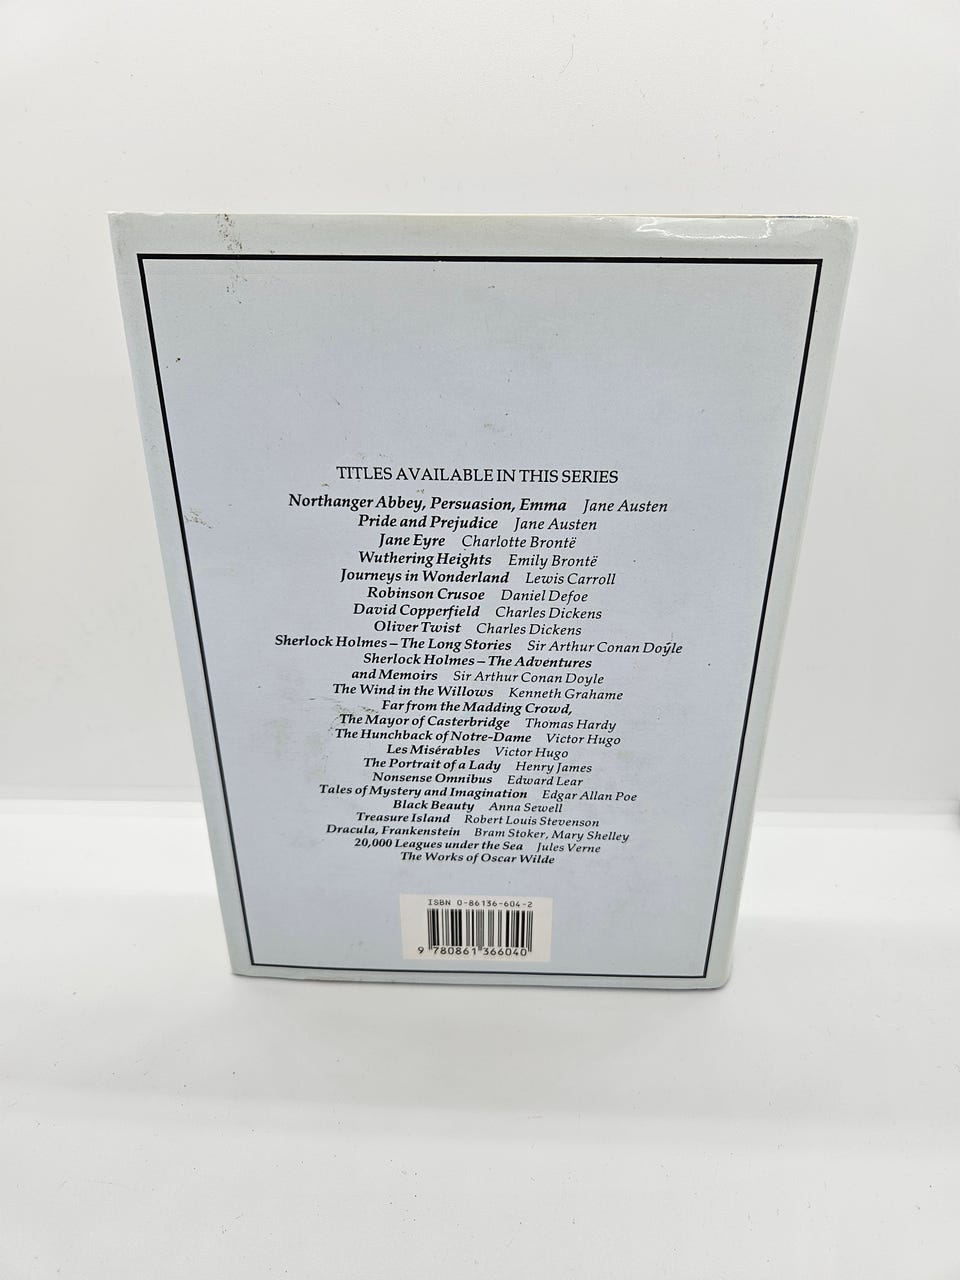 TITLES AVAILABLE IN THIS SERIES
Northanger Abbey, Persuasion, Emma Jane Austen
Pride and Prejudice Jane Austen
Jane Eyre Charlotte Brontë
Wuthering Heights Emily Brontë
Journeys in Wonderland Lewis Carroll
Robinson Crusoe Daniel Defoe
David Copperfield Charles Dickens
Oliver Twist Charles Dickens
Sherlock Holmes – The Long Stories Sir Arthur Conan Doyle
Sherlock Holmes – The Adventures
and Memoirs Sir Arthur Conan Doyle
The Wind in the Willows Kenneth Grahame
Far from the Madding Crowd,
The Mayor of Casterbridge Thomas Hardy
The Hunchback of Notre-Dame Victor Hugo
Les Misérables Victor Hugo
The Portrait of a Lady Henry James
Nonsense Omnibus Edward Lear
Tales of Mystery and Imagination Edgar Allan Poe
Black Beauty Anna Sewell
Treasure Island Robert Louis Stevenson
Dracula, Frankenstein Bram Stoker, Mary Shelley
20,000 Leagues under the Sea Jules Verne
The Works of Oscar Wilde
ISBN 0-86136-604-2
9 780861 366040